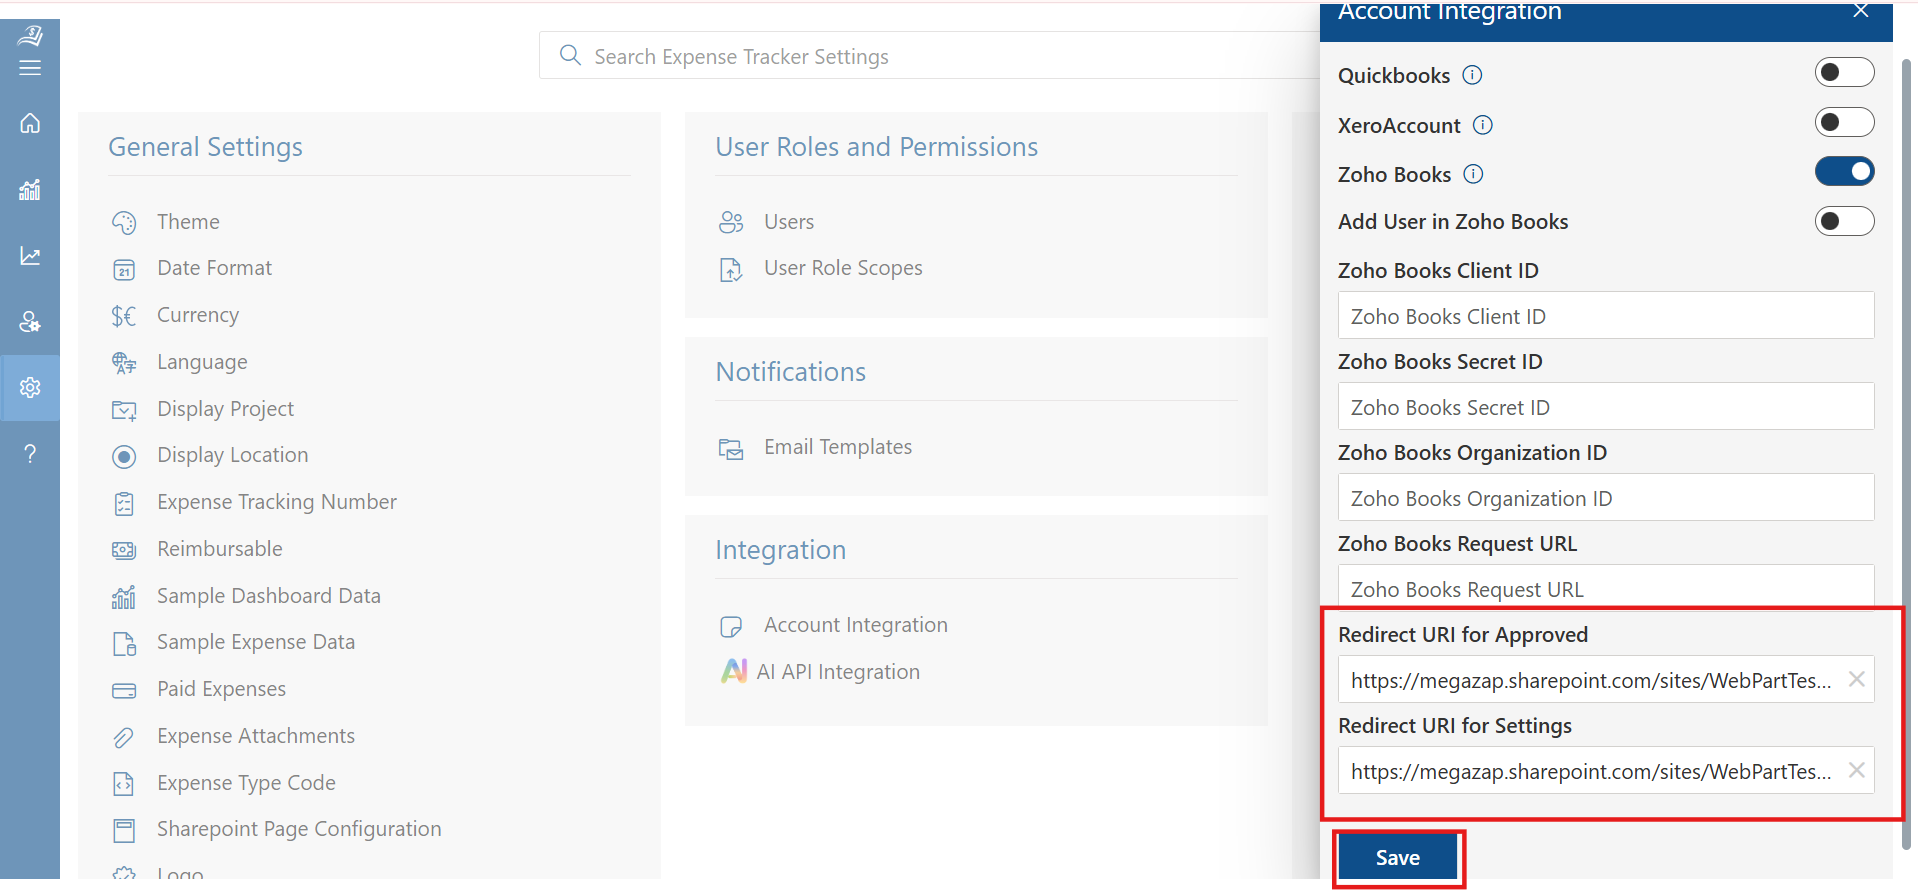 Search Expense Tracker Settings
General Settings
Theme
21
Date Format
$€
Currency
Language
Display Project
Display Location
Expense Tracking Number
Reimbursable
Sample Dashboard Data
Sample Expense Data
Paid Expenses
Expense Attachments
Expense Type Code
Sharepoint Page Configuration
Logo
User Roles and Permissions
Users
User Role Scopes
Notifications
Email Templates
Integration
Account Integration
AI AI API Integration
Account Integration
Quickbooks
XeroAccount
Zoho Books
Add User in Zoho Books
Zoho Books Client ID
Zoho Books Client ID
Zoho Books Secret ID
Zoho Books Secret ID
Zoho Books Organization ID
Zoho Books Organization ID
Zoho Books Request URL
Zoho Books Request URL
Redirect URI for Approved
https://megazap.sharepoint.com/sites/WebPartTes...
Redirect URI for Settings
https://megazap.sharepoint.com/sites/WebPartTes...
Save